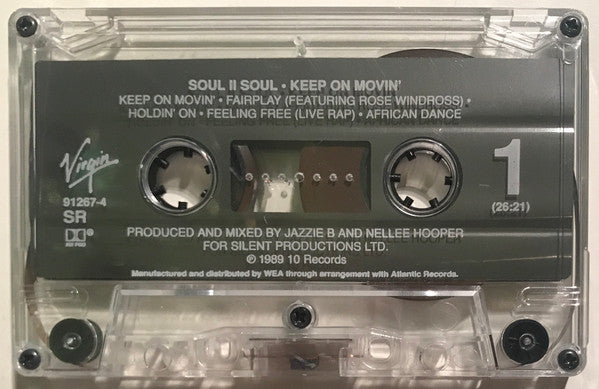 SOUL II SOUL • KEEP ON MOVIN'
KEEP ON MOVIN' • FAIRPLAY (FEATURING ROSE WINDROSS) •
HOLDIN' ON • FEELING FREE (LIVE RAP) • AFRICAN DANCE
Virgin
91267-4
SR
1
(26:21)
PRODUCED AND MIXED BY JAZZIE B AND NELLEE HOOPER
FOR SILENT PRODUCTIONS LTD.
℗ 1989 10 Records
Manufactured and distributed by WEA through arrangement with Atlantic Records.